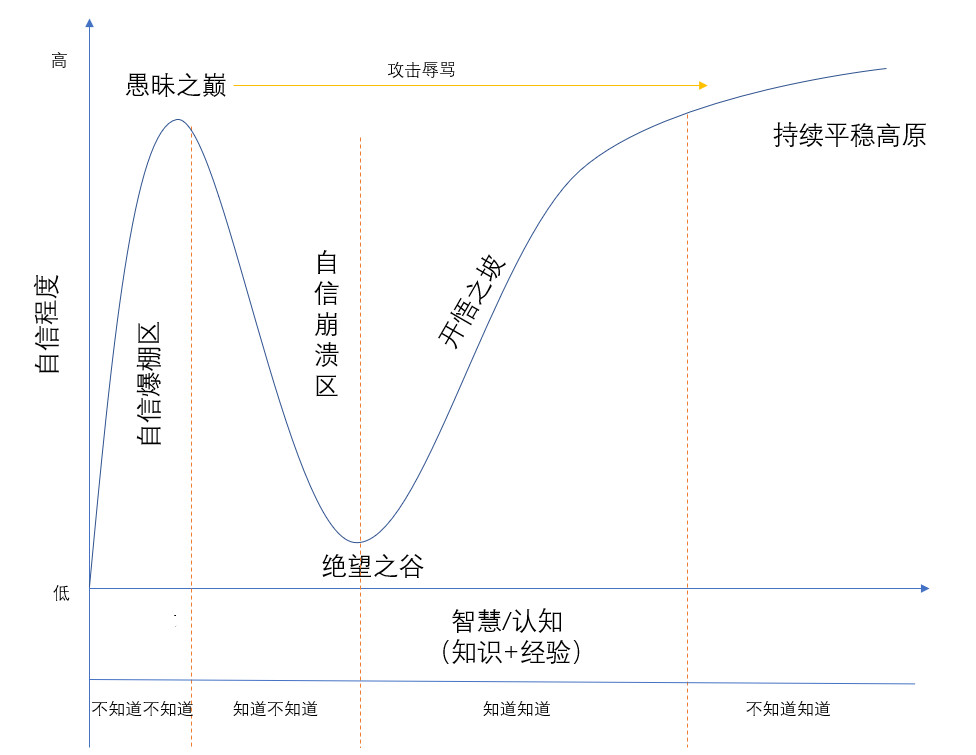 高
攻击辱骂
愚昧之巅
持续平稳高原
自信程度
自信爆棚区
自信崩溃区
开悟之坡
绝望之谷
低
智慧/认知
（知识+经验）
不知道不知道
知道不知道
知道知道
不知道知道